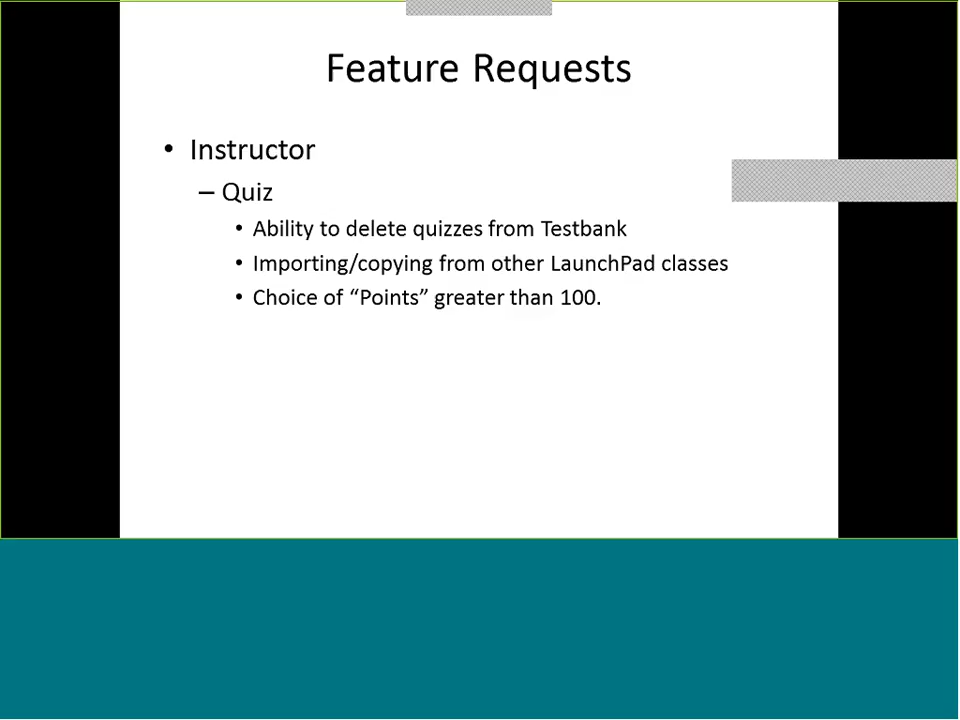 Feature Requests
• Instructor
– Quiz
• Ability to delete quizzes from Testbank
• Importing/copying from other LaunchPad classes
• Choice of “Points” greater than 100.